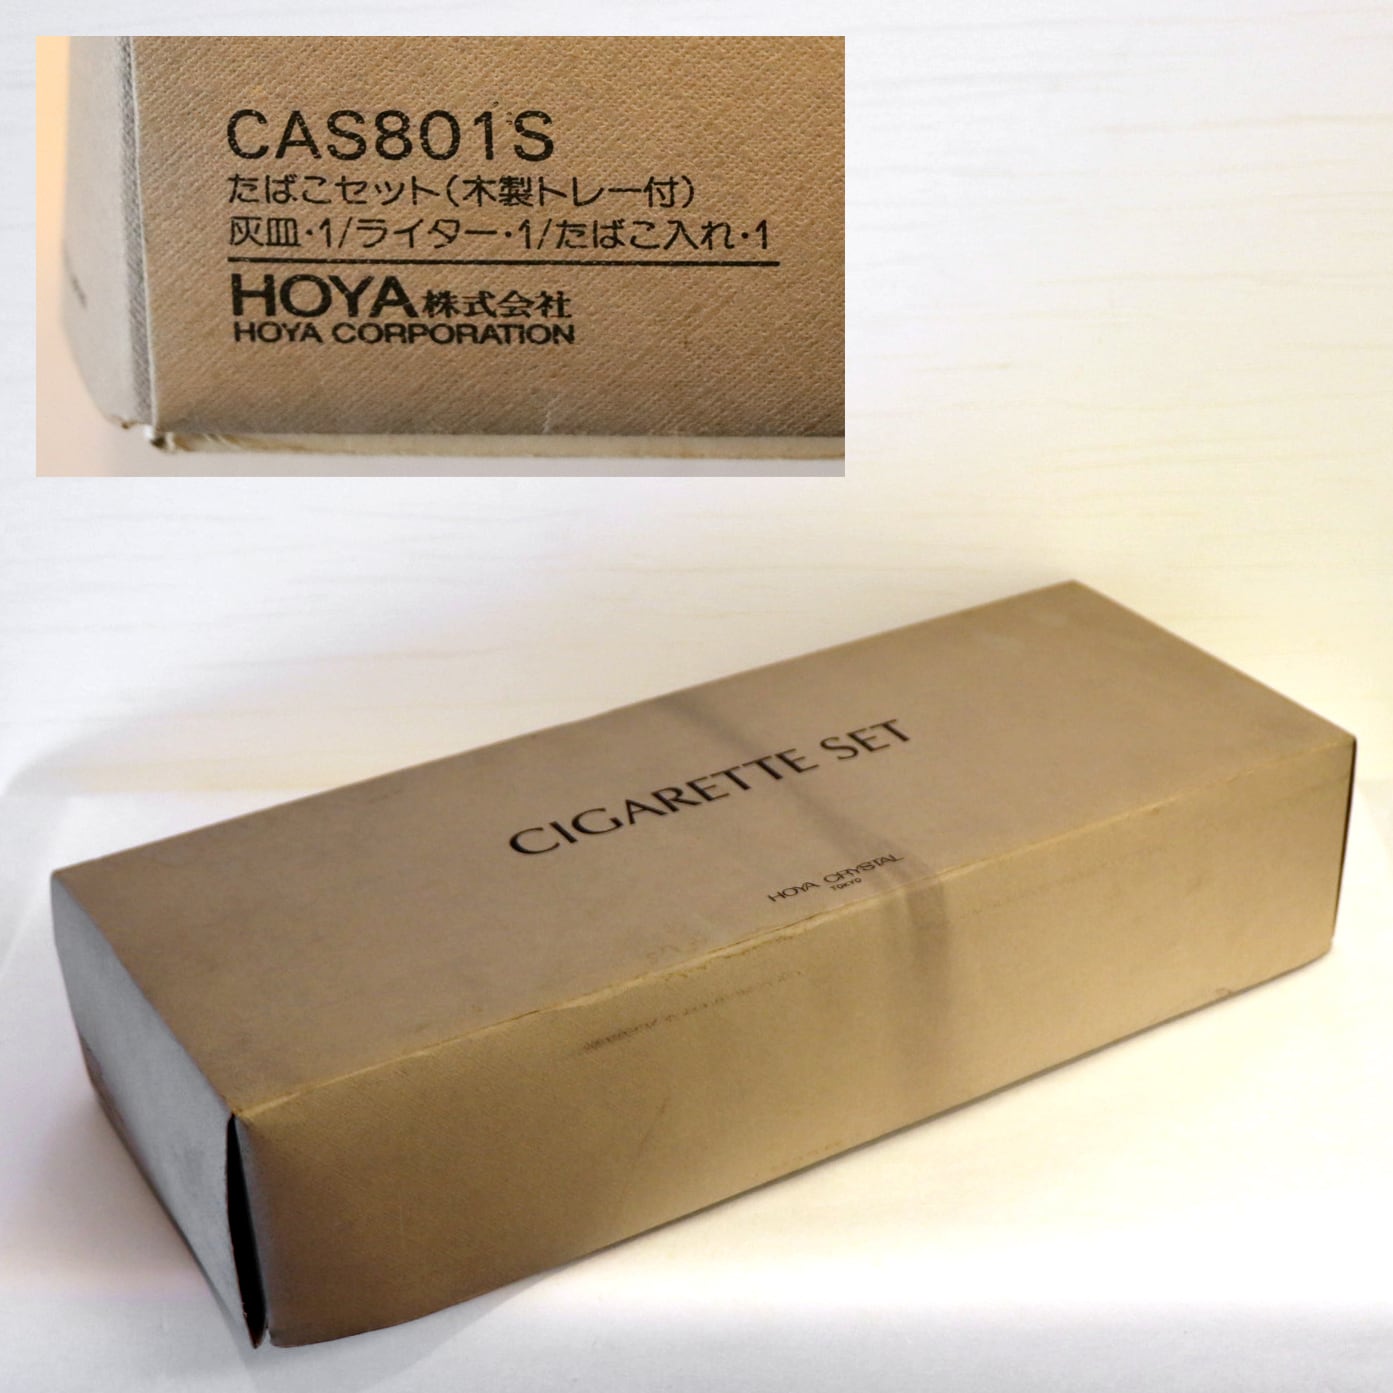 CAS801S
たばこセット(木製トレー付)
灰皿・1/ライター・1/たばこ入れ・1
HOYA株式会社
HOYA CORPORATION
CIGARETTE SET
HOYA CRYSTAL
TOKYO